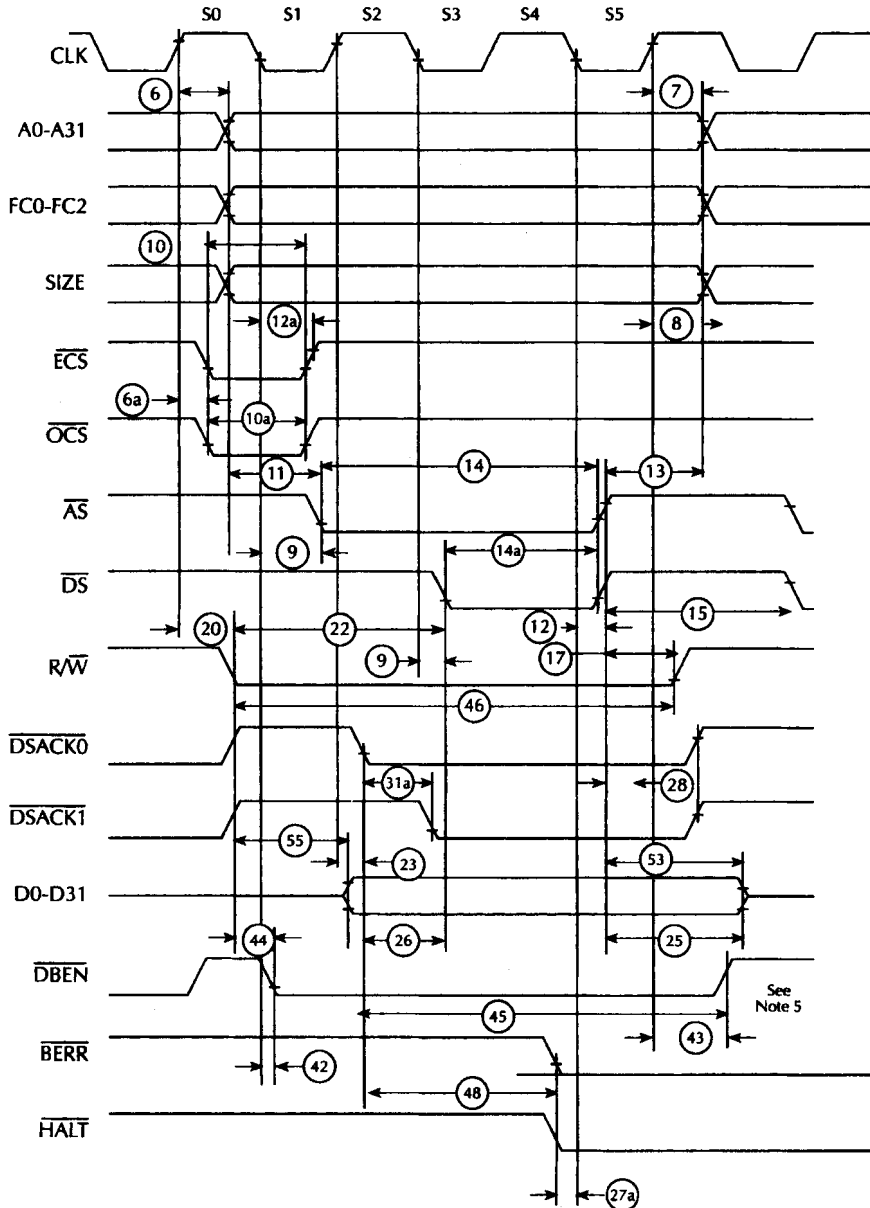 S0 S1 S2 S3 S4 S5
CLK
6 7
A0-A31
FC0-FC2
10
SIZE
12a 8
ECS
6a 10a
OCS
11 14 13
AS
9 14a
DS
20 22 12 15
R/W 9 17
46
DSACK0
31a 28
DSACK1
55 23 53
D0-D31
44 26 25
DBEN
See
Note 5
45 43
BERR
42
48
HALT
27a